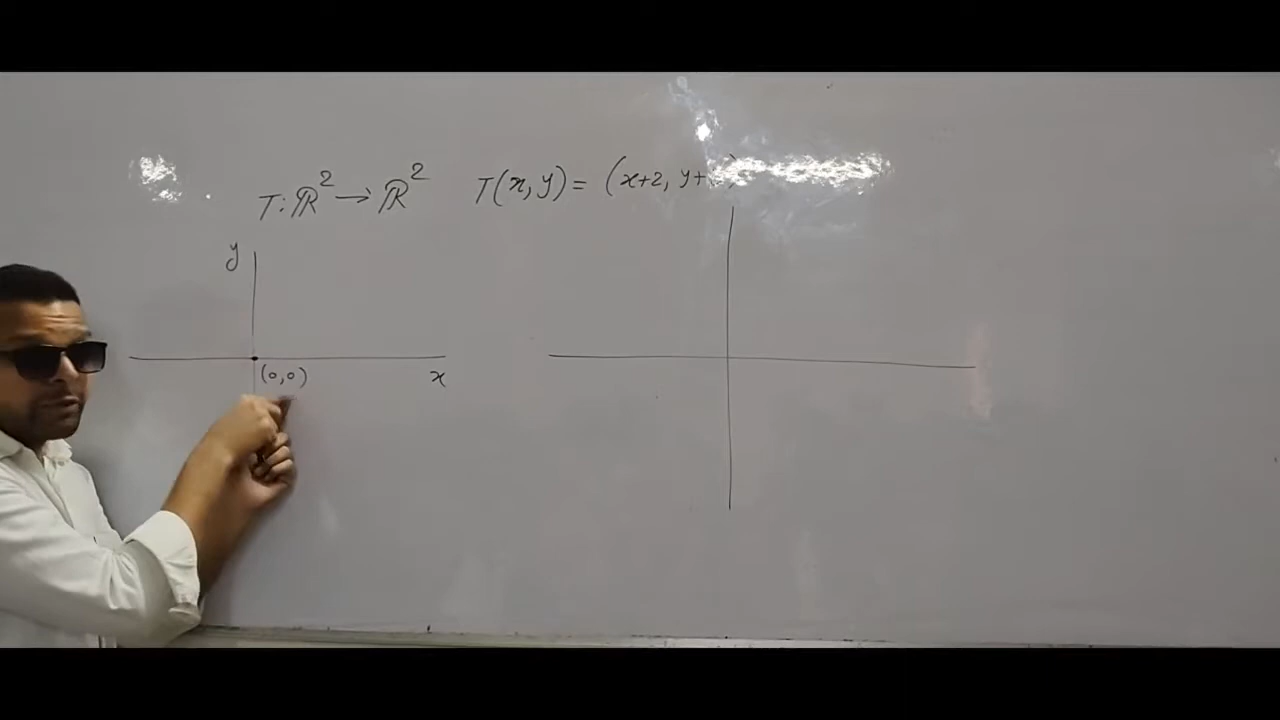 T: ℝ² → ℝ² T(x, y) = (x+2, y+
y
(0,0)
x